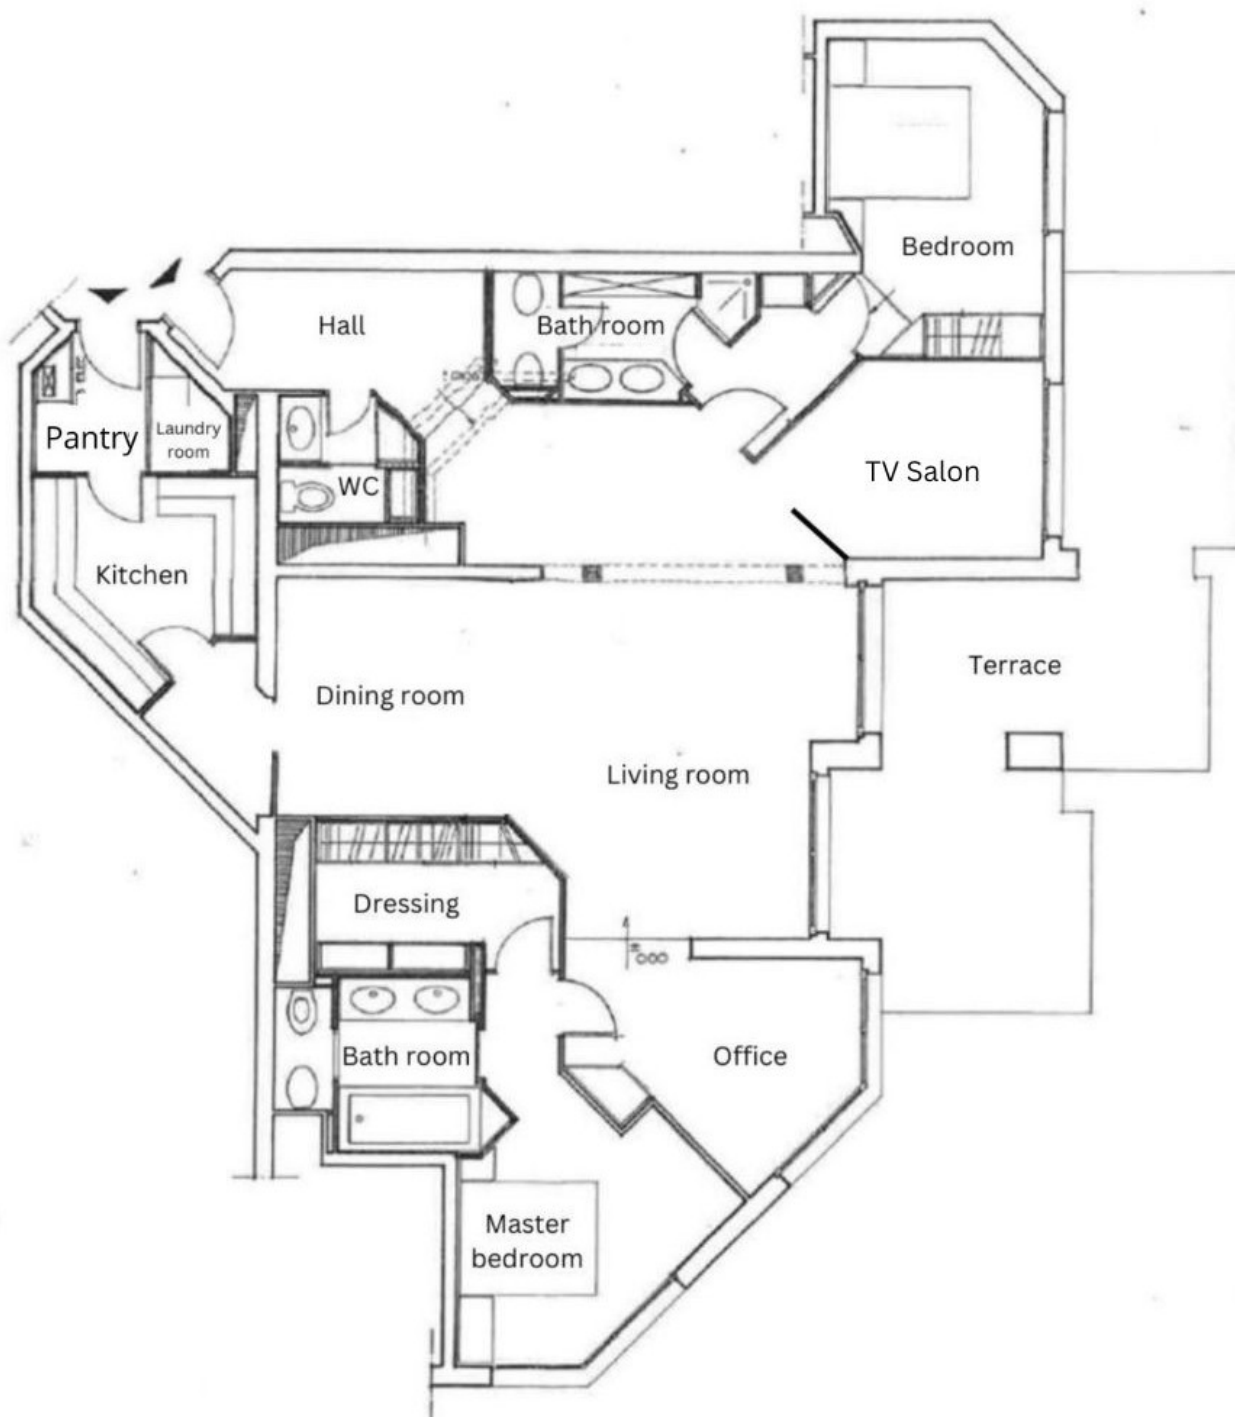 Bedroom
Hall
Bath room
Pantry
Laundry
room
WC
TV Salon
Kitchen
Terrace
Dining room
Living room
Dressing
Bath room
Office
Master
bedroom